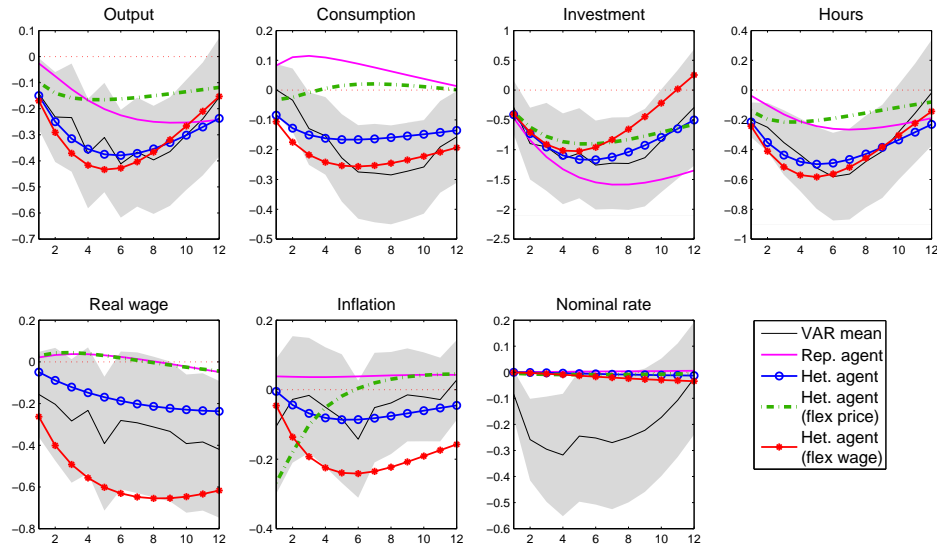 Output
0.1
0
−0.1
−0.2
−0.3
−0.4
−0.5
−0.6
−0.7
2 4 6 8 10 12
Consumption
0.2
0.1
0
−0.1
−0.2
−0.3
−0.4
−0.5
2 4 6 8 10 12
Investment
1
0.5
0
−0.5
−1
−1.5
−2
−2.5
2 4 6 8 10 12
Hours
0.4
0.2
0
−0.2
−0.4
−0.6
−0.8
−1
2 4 6 8 10 12
Real wage
0.2
0
−0.2
−0.4
−0.6
−0.8
2 4 6 8 10 12
Inflation
0.2
0
−0.2
−0.4
2 4 6 8 10 12
Nominal rate
0.2
0.1
0
−0.1
−0.2
−0.3
−0.4
−0.5
−0.6
2 4 6 8 10 12
VAR mean
Rep. agent
Het. agent
Het. agent
(flex price)
Het. agent
(flex wage)